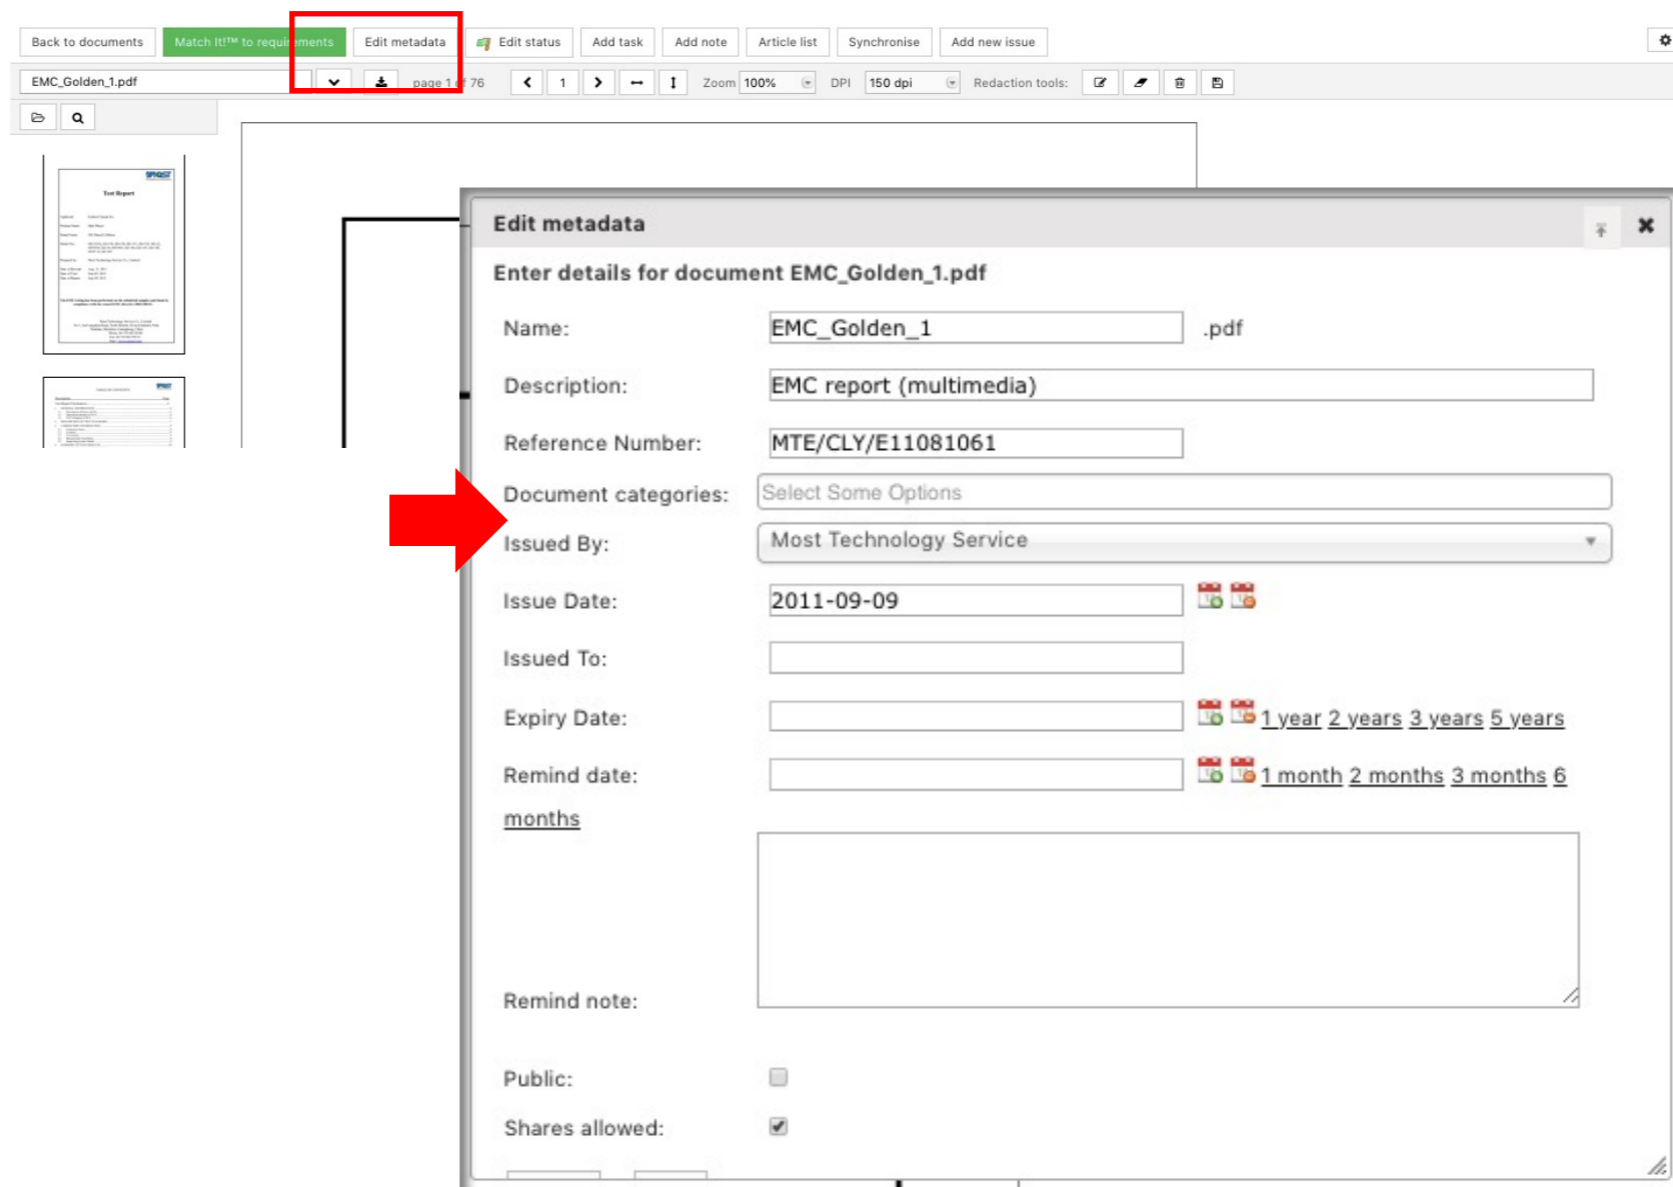 Back to documents Match It!™ to requirements Edit metadata Edit status Add task Add note Article list Synchronise Add new issue
EMC_Golden_1.pdf page 1 of 76 1 Zoom 100% DPI 150 dpi Redaction tools:
Test Report
Edit metadata
Enter details for document EMC_Golden_1.pdf
Name: EMC_Golden_1 .pdf
Description: EMC report (multimedia)
Reference Number: MTE/CLY/E11081061
Document categories: Select Some Options
Issued By: Most Technology Service
Issue Date: 2011-09-09
Issued To:
Expiry Date: 1 year 2 years 3 years 5 years
Remind date: 1 month 2 months 3 months 6
months
Remind note:
Public:
Shares allowed: